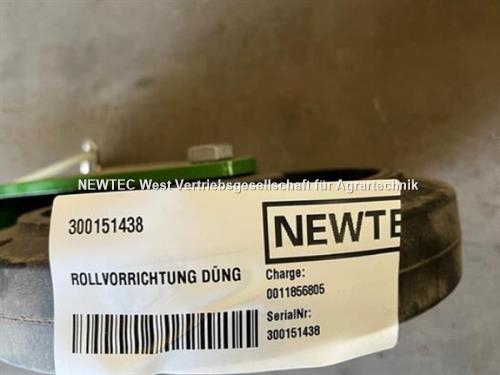 NEWTEC West Vertriebsgesellschaft für Agrartechnik
300151438
NEWTE
ROLLVORRICHTUNG DÜNG
Charge:
0011856805
SerialNr:
300151438